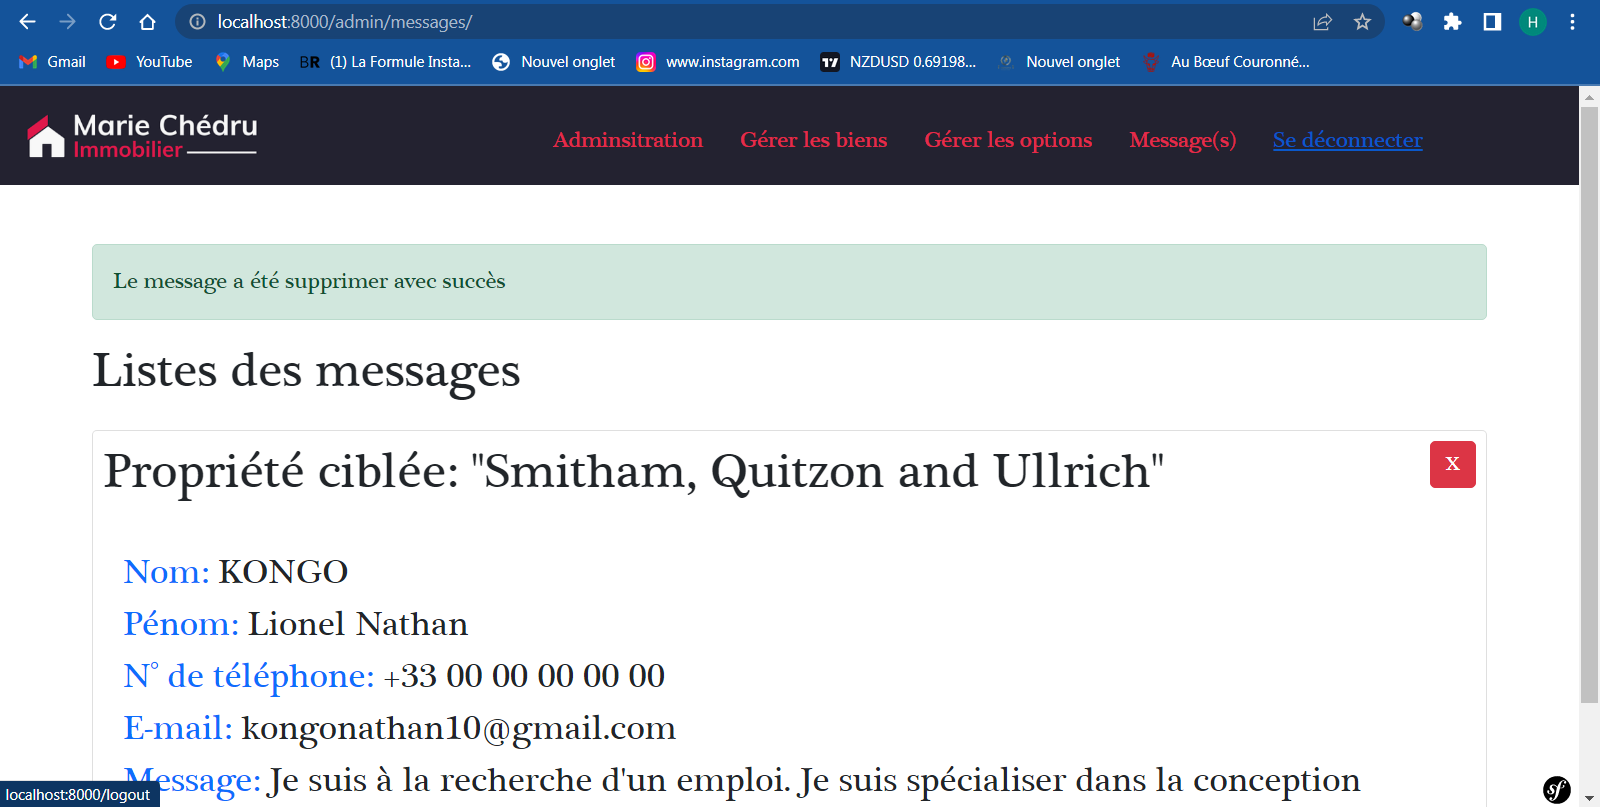 localhost:8000/admin/messages/
H
Gmail YouTube Maps BR (1) La Formule Insta... Nouvel onglet www.instagram.com NZDUSD 0.69198... Nouvel onglet Au Bœuf Couronné...
Marie Chédru
Immobilier
Adminsitration Gérer les biens Gérer les options Message(s) Se déconnecter
Le message a été supprimer avec succès
Listes des messages
Propriété ciblée: "Smitham, Quitzon and Ullrich" X
Nom: KONGO
Pénom: Lionel Nathan
N° de téléphone: +33 00 00 00 00 00
E-mail: kongonathan10@gmail.com
Message: Je suis à la recherche d'un emploi. Je suis spécialiser dans la conception
localhost:8000/logout
sf